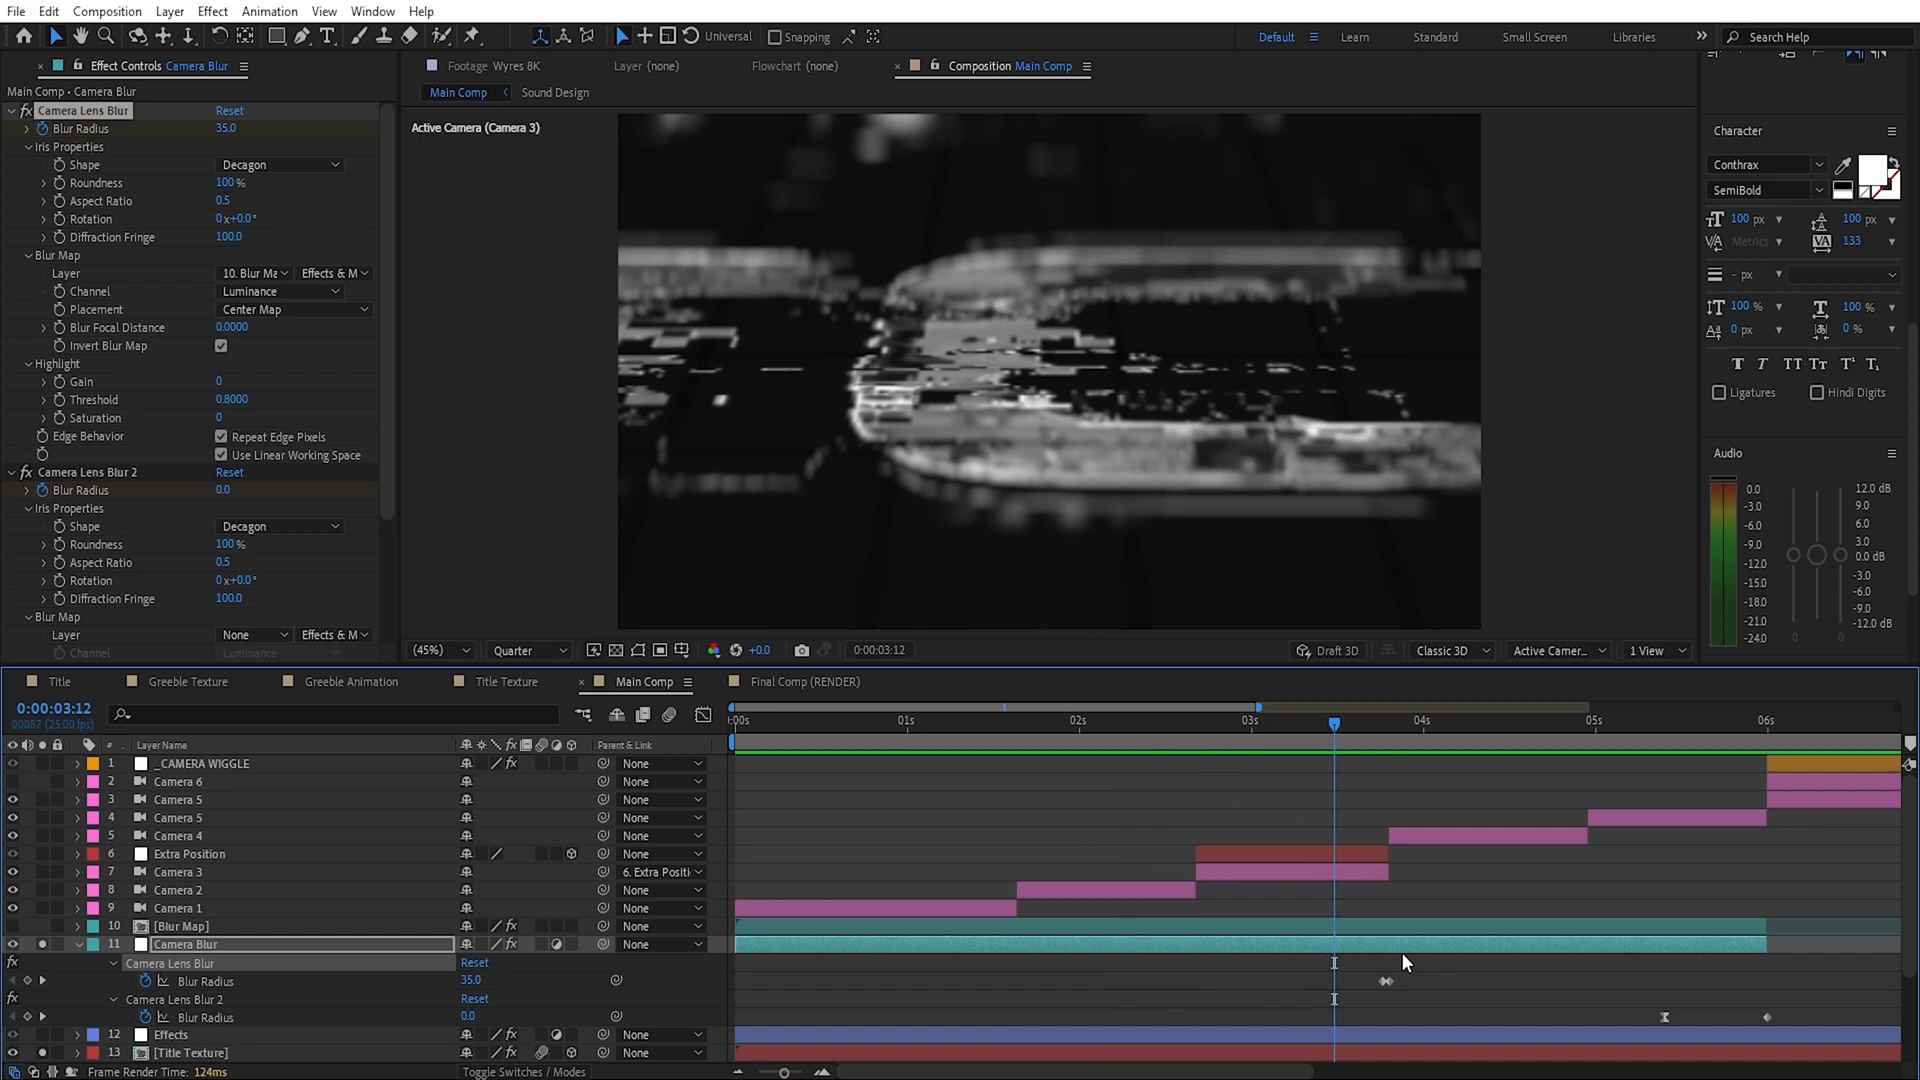 File Edit Composition Layer Effect Animation View Window Help
Universal Snapping Default Learn Standard Small Screen Libraries Search Help
Effect Controls Camera Blur
Footage Wyres 8K Layer (none) Flowchart (none) Composition Main Comp
Main Comp • Camera Blur
Main Comp Sound Design
Camera Lens Blur Reset
Blur Radius 35.0
Iris Properties
Shape Decagon
Roundness 100 %
Aspect Ratio 0.5
Rotation 0 x+0.0 °
Diffraction Fringe 100.0
Blur Map
Layer 10. Blur Ma Effects & M
Channel Luminance
Placement Center Map
Blur Focal Distance 0.0000
Invert Blur Map
Highlight
Gain 0
Threshold 0.8000
Saturation 0
Edge Behavior Repeat Edge Pixels
Use Linear Working Space
Camera Lens Blur 2 Reset
Blur Radius 0.0
Iris Properties
Shape Decagon
Roundness 100 %
Aspect Ratio 0.5
Rotation 0 x+0.0 °
Diffraction Fringe 100.0
Blur Map
Layer None Effects & M
Channel Luminance
Active Camera (Camera 3)
(45%) Quarter +0.0 0:00:03:12 Draft 3D Classic 3D Active Camer... 1 View
Character
Conthrax
SemiBold
100 px 100 px
Metrics 133
- px
100 % 100 %
0 px 0 %
T T TT Tt T¹ T₁
Ligatures Hindi Digits
Audio
0.0 12.0 dB
-3.0 9.0
-6.0 6.0
3.0
-9.0 0.0 dB
-12.0 -3.0
-15.0 -6.0
-18.0 -9.0
-21.0 -12.0 dB
-24.0 0 0
Title Greeble Texture Greeble Animation Title Texture Main Comp Final Comp (RENDER)
0:00:03:12
00087 (25.00 fps)
:00s 01s 02s 03s 04s 05s 06s
# Layer Name Parent & Link
1 _CAMERA WIGGLE None
2 Camera 6 None
3 Camera 5 None
4 Camera 5 None
5 Camera 4 None
6 Extra Position None
7 Camera 3 6. Extra Positi
8 Camera 2 None
9 Camera 1 None
10 [Blur Map] None
11 Camera Blur None
Camera Lens Blur Reset
Blur Radius 35.0
Camera Lens Blur 2 Reset
Blur Radius 0.0
12 Effects None
13 [Title Texture] None
Frame Render Time: 124ms Toggle Switches / Modes